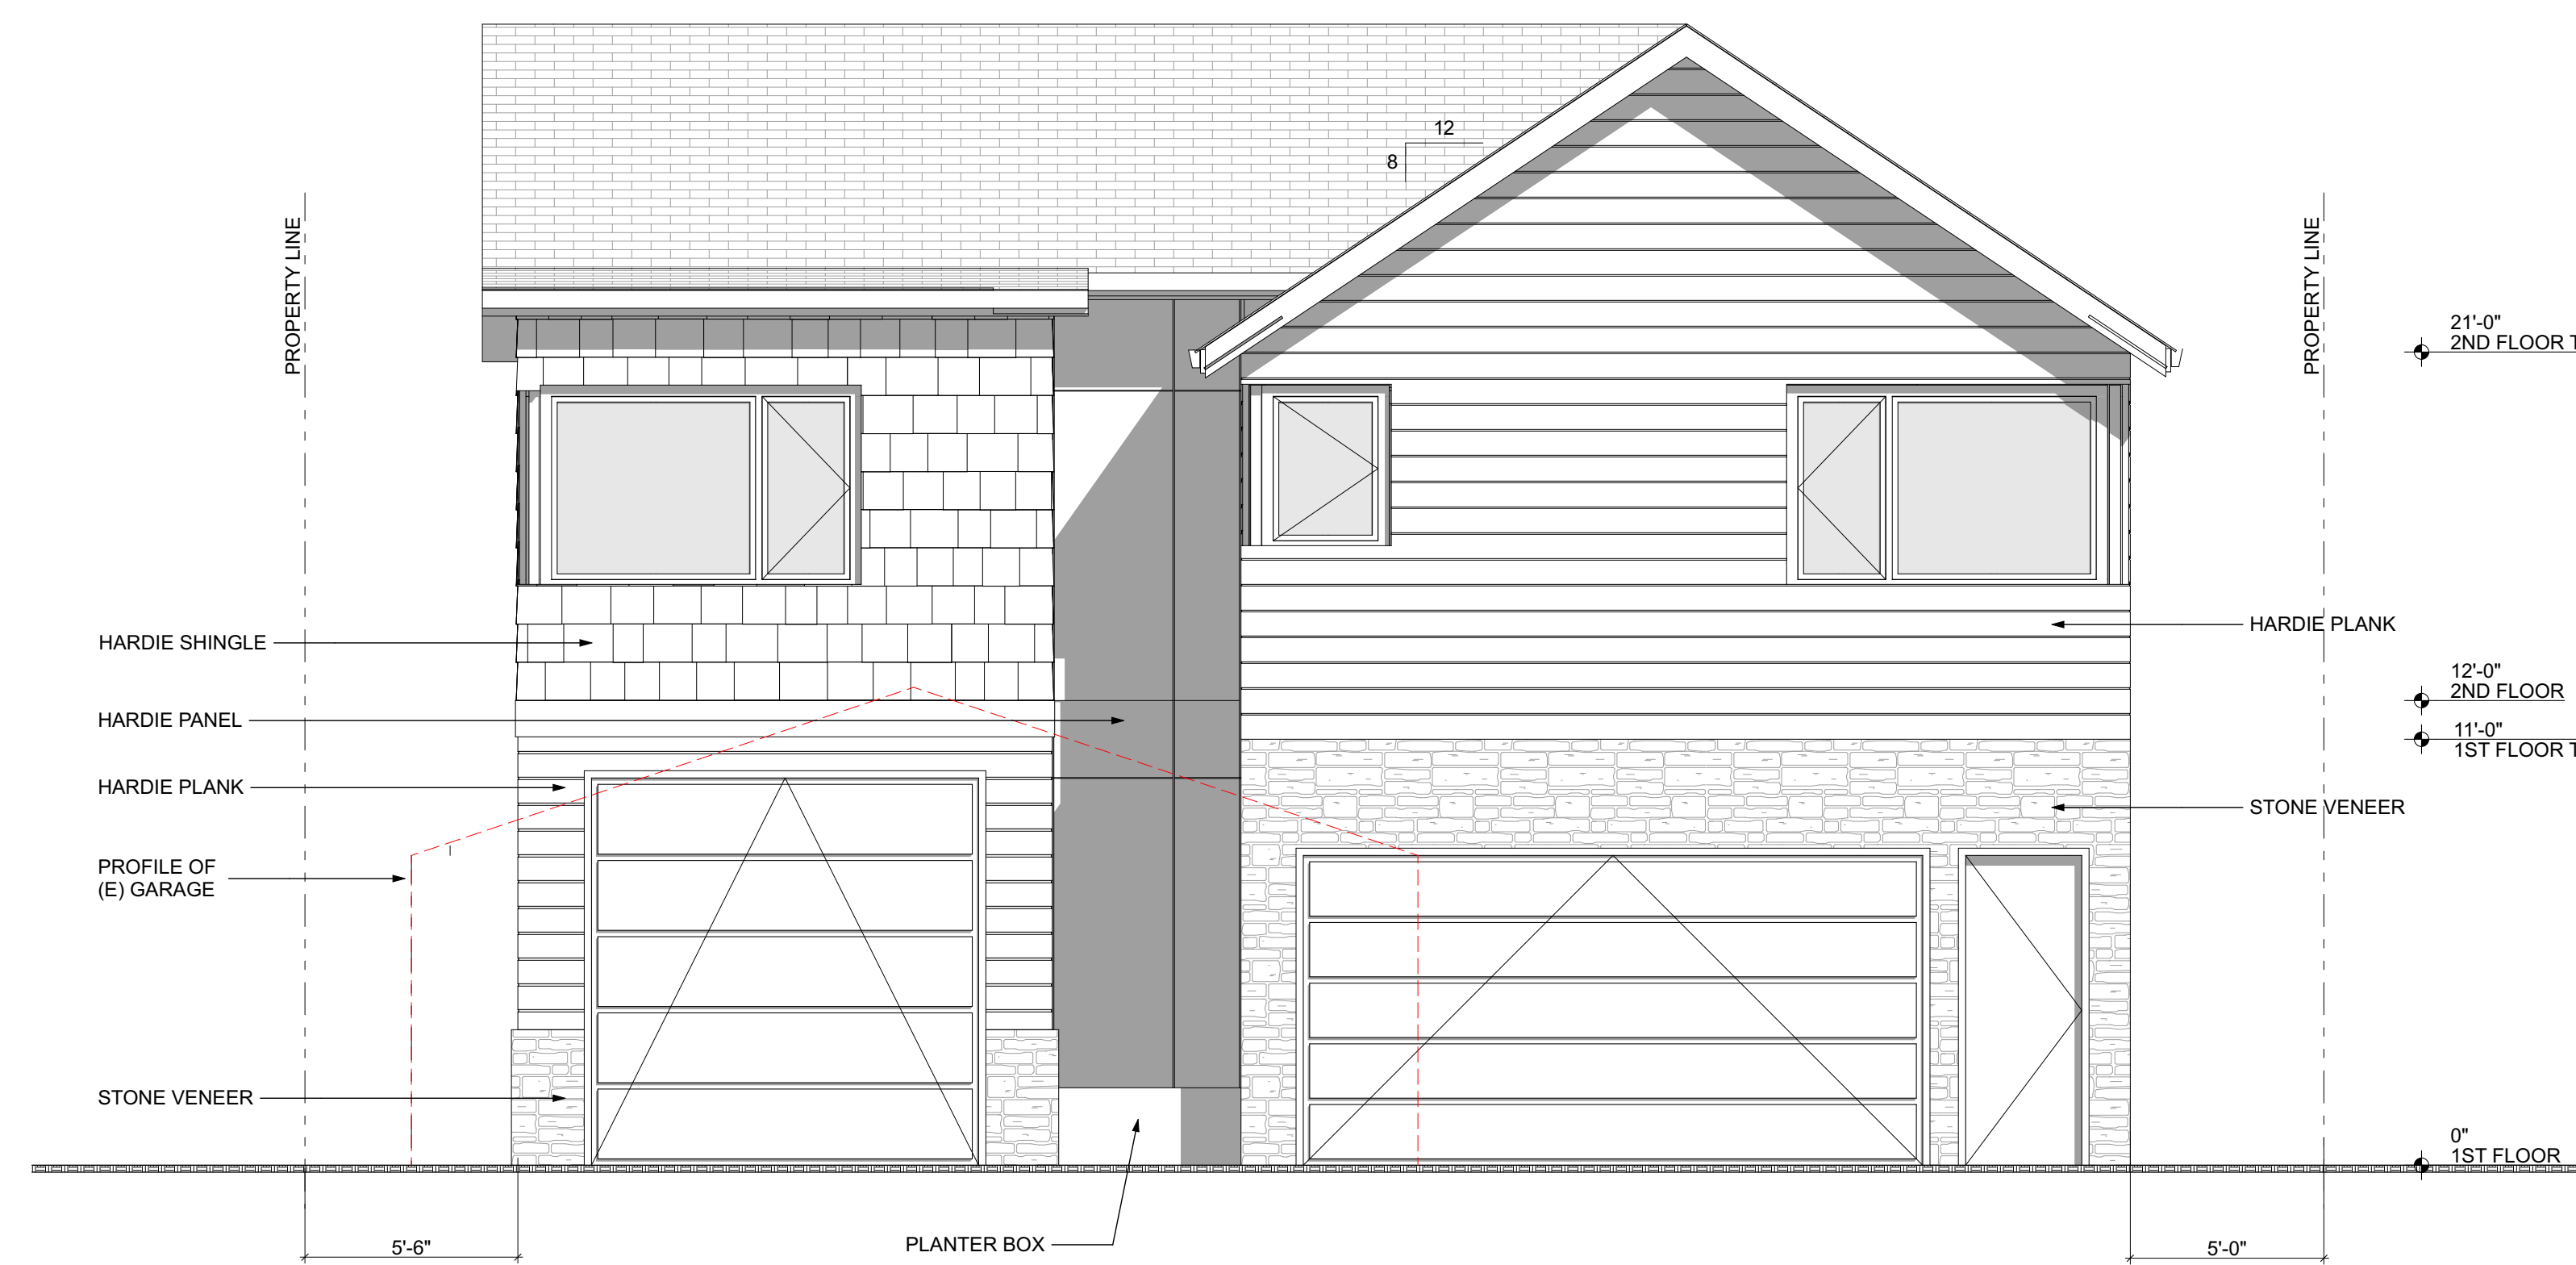 12
8
PROPERTY LINE
PROPERTY LINE
21'-0"
2ND FLOOR T
HARDIE SHINGLE
HARDIE PLANK
12'-0"
2ND FLOOR
HARDIE PANEL
11'-0"
1ST FLOOR T
HARDIE PLANK
STONE VENEER
PROFILE OF
(E) GARAGE
STONE VENEER
0"
1ST FLOOR
PLANTER BOX
5'-6"
5'-0"